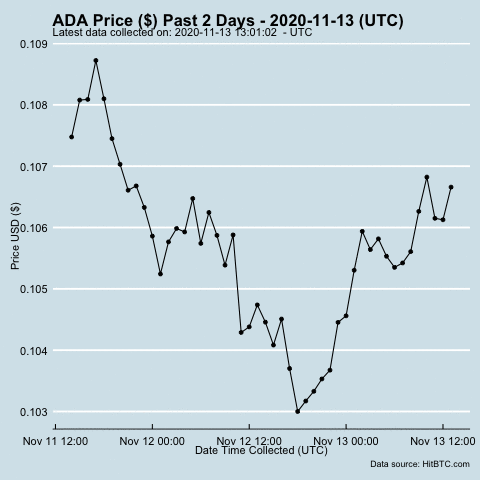 ADA Price ($) Past 2 Days - 2020-11-13 (UTC)
Latest data collected on: 2020-11-13 13:01:02 - UTC
0.109
0.108
0.107
0.106
0.105
0.104
0.103
Price USD ($)
Nov 11 12:00 Nov 12 00:00 Nov 12 12:00 Nov 13 00:00 Nov 13 12:00
Date Time Collected (UTC)
Data source: HitBTC.com